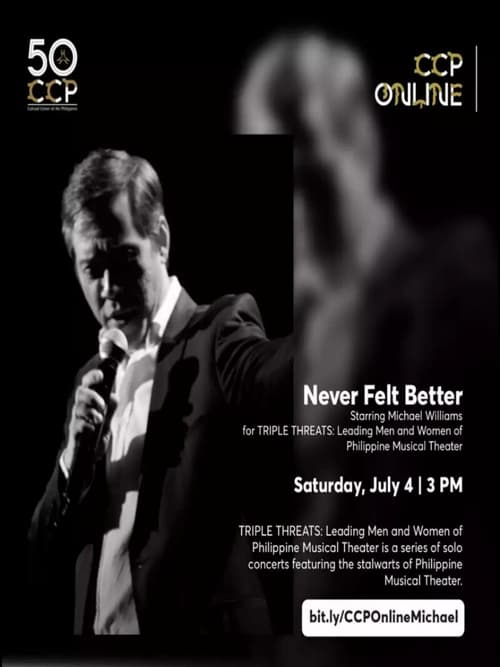 50
CCP
Cultural Center of the Philippines
CCP
ONLINE
Never Felt Better
Starring Michael Williams
for TRIPLE THREATS: Leading Men and Women of
Philippine Musical Theater
Saturday, July 4 | 3 PM
TRIPLE THREATS: Leading Men and Women of
Philippine Musical Theater is a series of solo
concerts featuring the stalwarts of Philippine
Musical Theater.
bit.ly/CCPOnlineMichael